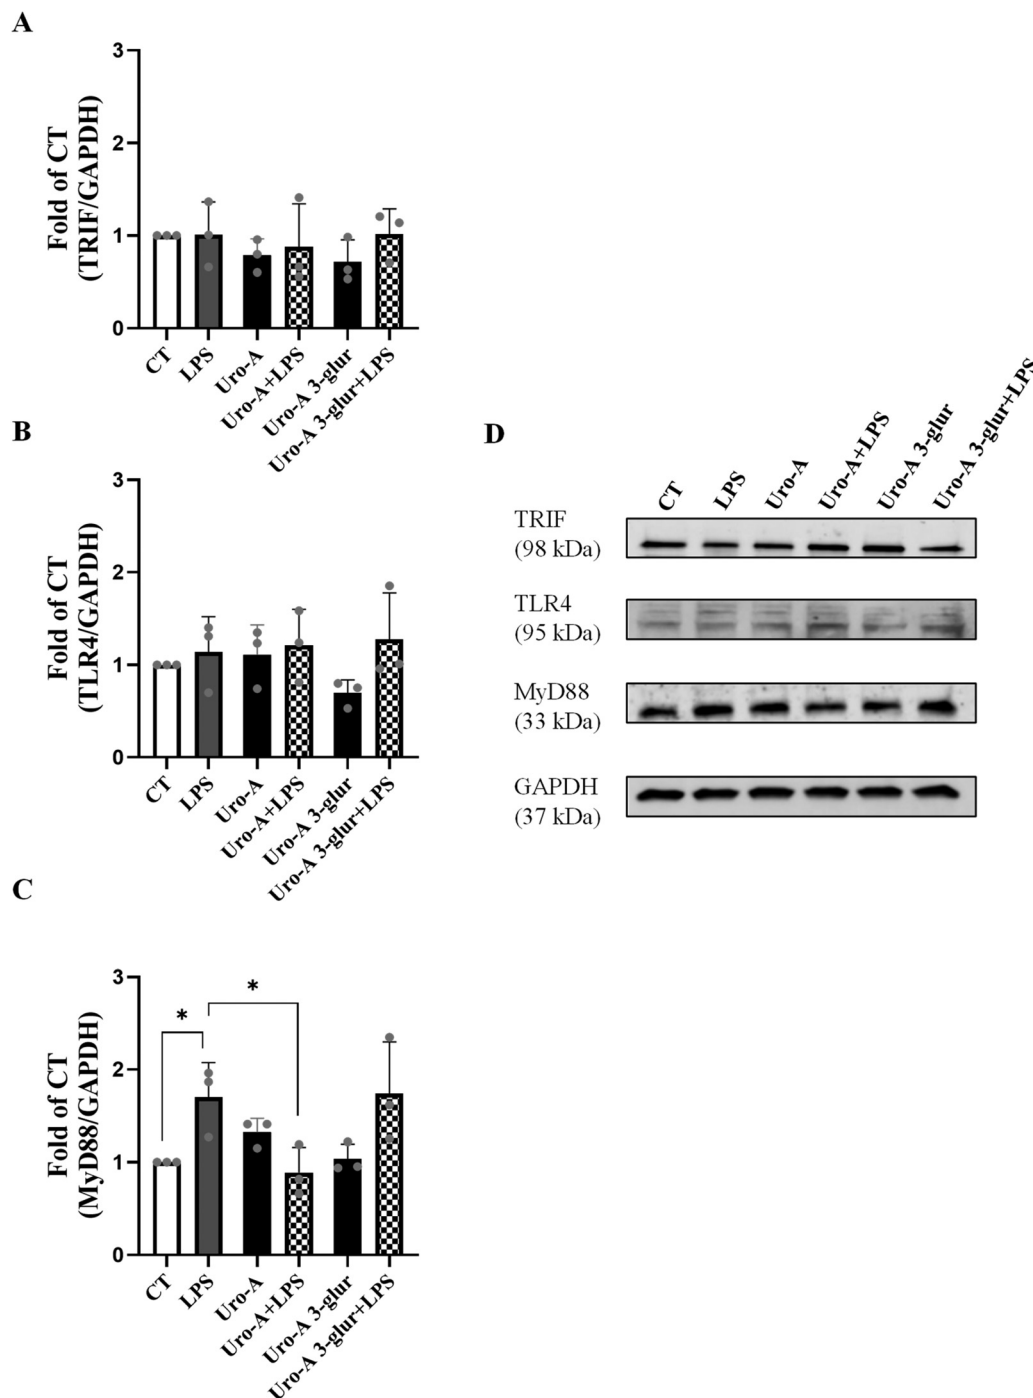 A
Fold of CT
(TRIF/GAPDH)
3
2
1
0
CT
LPS
Uro-A
Uro-A+LPS
Uro-A 3-glur
Uro-A 3-glur+LPS
B
Fold of CT
(TLR4/GAPDH)
3
2
1
0
CT
LPS
Uro-A
Uro-A+LPS
Uro-A 3-glur
Uro-A 3-glur+LPS
C
Fold of CT
(MyD88/GAPDH)
3
2
1
0
*
*
CT
LPS
Uro-A
Uro-A+LPS
Uro-A 3-glur
Uro-A 3-glur+LPS
D
CT
LPS
Uro-A
Uro-A+LPS
Uro-A 3-glur
Uro-A 3-glur+LPS
TRIF
(98 kDa)
TLR4
(95 kDa)
MyD88
(33 kDa)
GAPDH
(37 kDa)